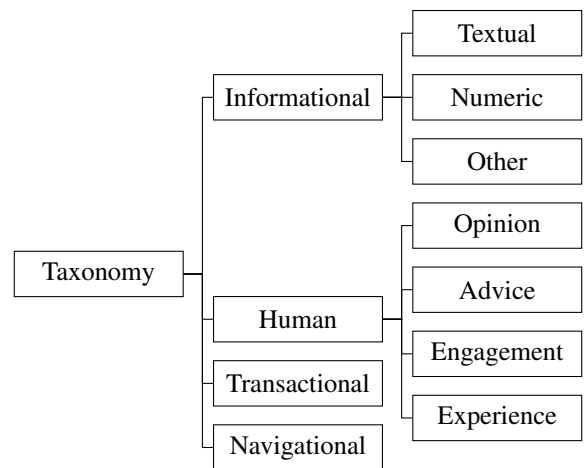 Taxonomy
Informational
Textual
Numeric
Other
Human
Opinion
Advice
Engagement
Experience
Transactional
Navigational